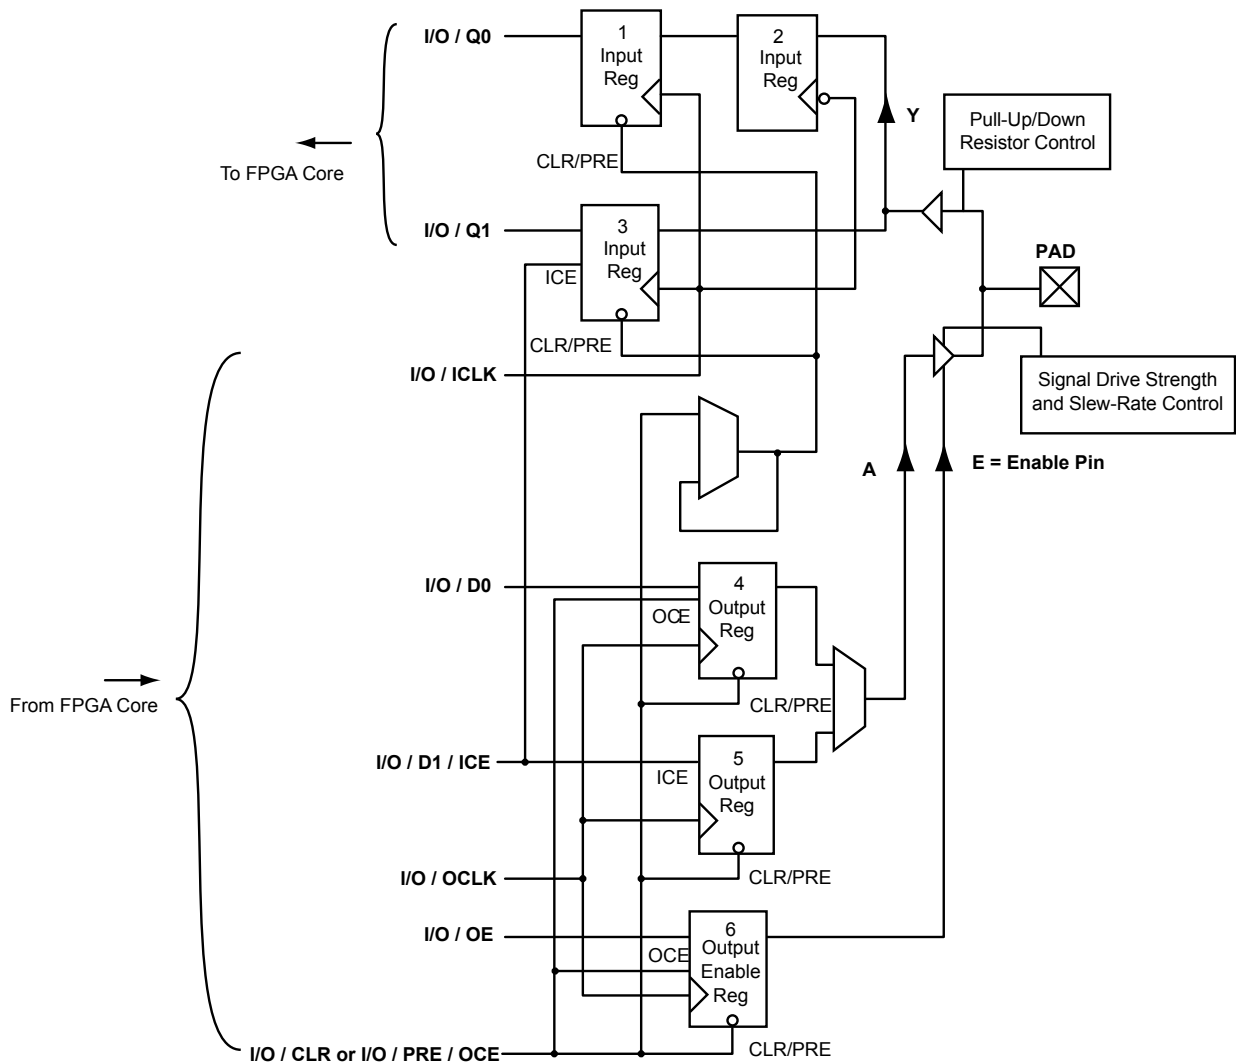 I/O / Q0
1
Input
Reg
2
Input
Reg
Y
Pull-Up/Down
Resistor Control
To FPGA Core
CLR/PRE
I/O / Q1
3
Input
Reg
ICE
PAD
CLR/PRE
I/O / ICLK
Signal Drive Strength
and Slew-Rate Control
A
E = Enable Pin
I/O / D0
4
Output
Reg
OCE
From FPGA Core
CLR/PRE
I/O / D1 / ICE
5
Output
Reg
ICE
I/O / OCLK
CLR/PRE
I/O / OE
6
Output
Enable
Reg
OCE
I/O / CLR or I/O / PRE / OCE
CLR/PRE